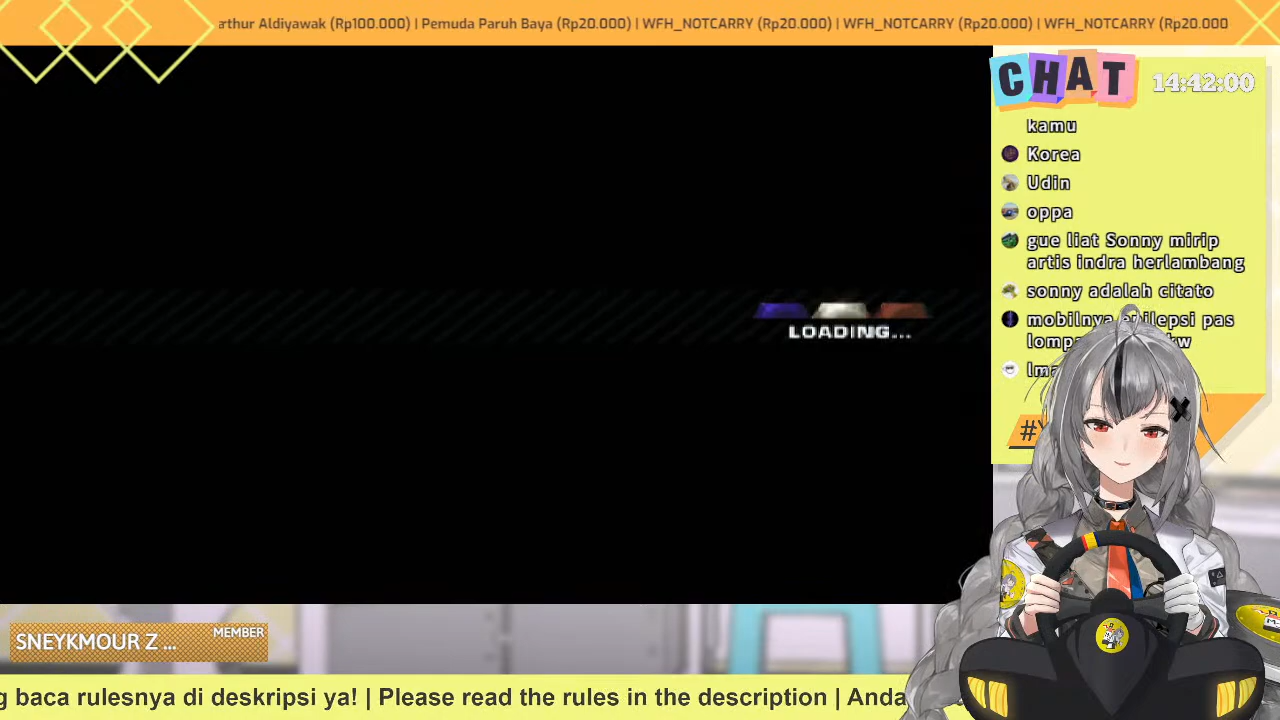 arthur Aldiyawak (Rp100.000) | Pemuda Paruh Baya (Rp20.000) | WFH_NOTCARRY (Rp20.000) | WFH_NOTCARRY (Rp20.000) | WFH_NOTCARRY (Rp20.000
CHAT 14:42:00
kamu
Korea
Udin
oppa
gue liat Sonny mirip
artis indra herlambang
sonny adalah citato
mobilnya epilepsi pas
LOADING...
SNEYKMOUR Z ... MEMBER
g baca rulesnya di deskripsi ya! | Please read the rules in the description | Anda